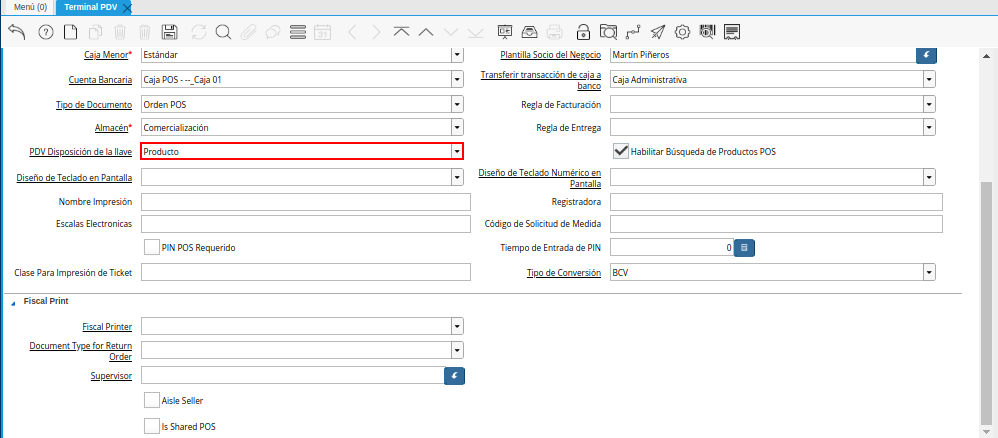 Menú (0)
Terminal PDV
Caja Menor*
Estándar
Plantilla Socio del Negocio
Martín Piñeros
Cuenta Bancaria
Caja POS - --_Caja 01
Transferir transacción de caja a
banco
Caja Administrativa
Tipo de Documento
Orden POS
Regla de Facturación
Almacén*
Comercialización
Regla de Entrega
PDV Disposición de la llave
Producto
Habilitar Búsqueda de Productos POS
Diseño de Teclado en Pantalla
Diseño de Teclado Numérico en
Pantalla
Nombre Impresión
Registradora
Escalas Electronicas
Código de Solicitud de Medida
PIN POS Requerido
Tiempo de Entrada de PIN
0
Clase Para Impresión de Ticket
Tipo de Conversión
BCV
Fiscal Print
Fiscal Printer
Document Type for Return
Order
Supervisor
Aisle Seller
Is Shared POS